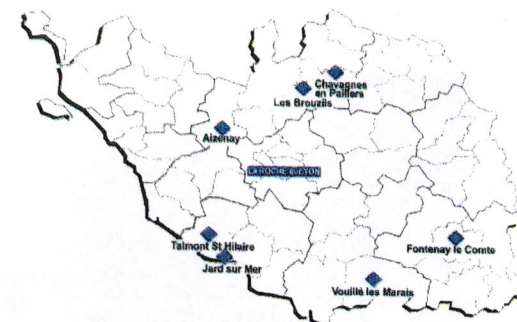 Chavagnes
en Paillers
Les Brouzils
Aizenay
LA ROCHE sur YON
Talmont St Hilaire
Jard sur Mer
Fontenay le Comte
Vouillé les Marais